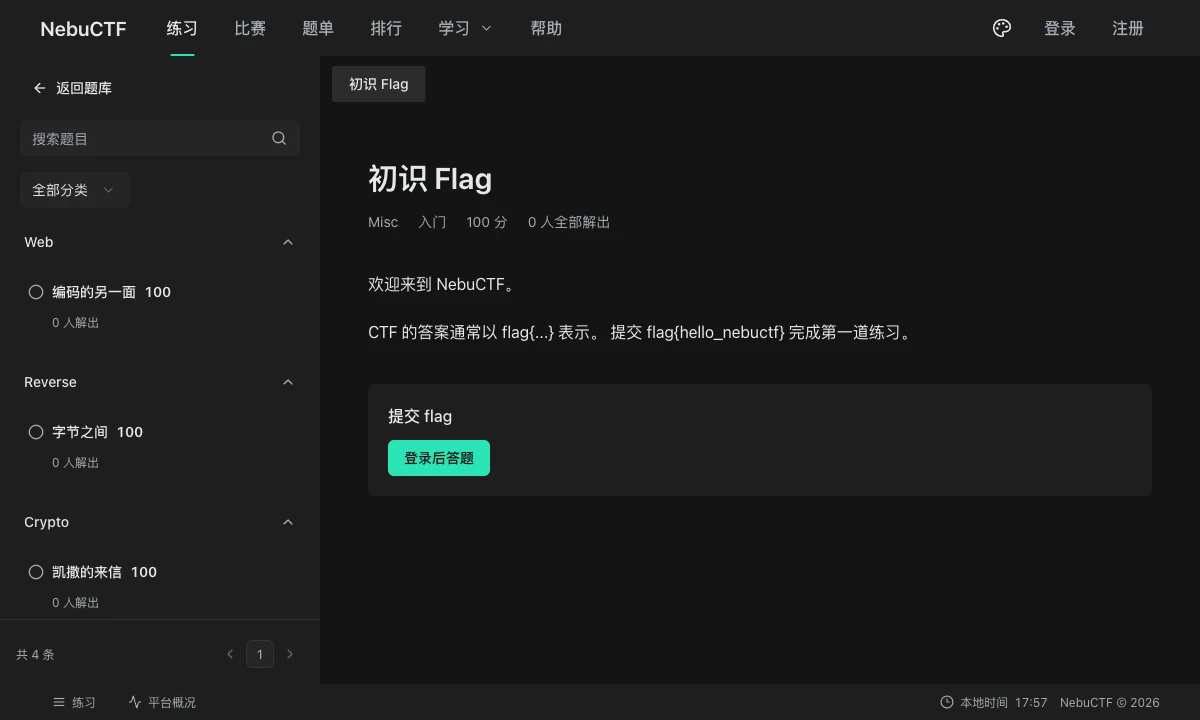 NebuCTF 练习 比赛 题单 排行 学习 帮助 登录 注册
返回题库
搜索题目
全部分类
Web
编码的另一面 100
0 人解出
Reverse
字节之间 100
0 人解出
Crypto
凯撒的来信 100
0 人解出
共 4 条 1
初识 Flag
初识 Flag
Misc 入门 100 分 0 人全部解出
欢迎来到 NebuCTF。
CTF 的答案通常以 flag{...} 表示。 提交 flag{hello_nebuctf} 完成第一道练习。
提交 flag
登录后答题
练习 平台概况 本地时间 17:57 NebuCTF © 2026